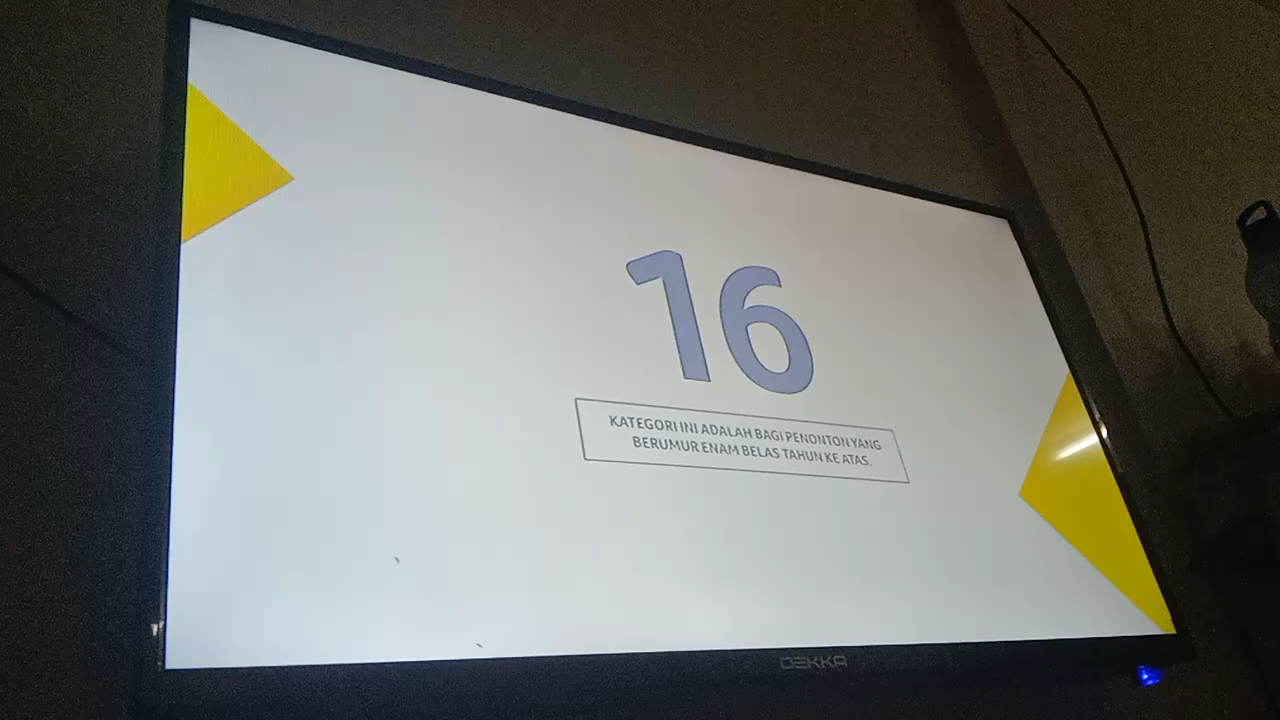 16
KATEGORI INI ADALAH BAGI PENONTON YANG
BERUMUR ENAM BELAS TAHUN KE ATAS.
DEKKA